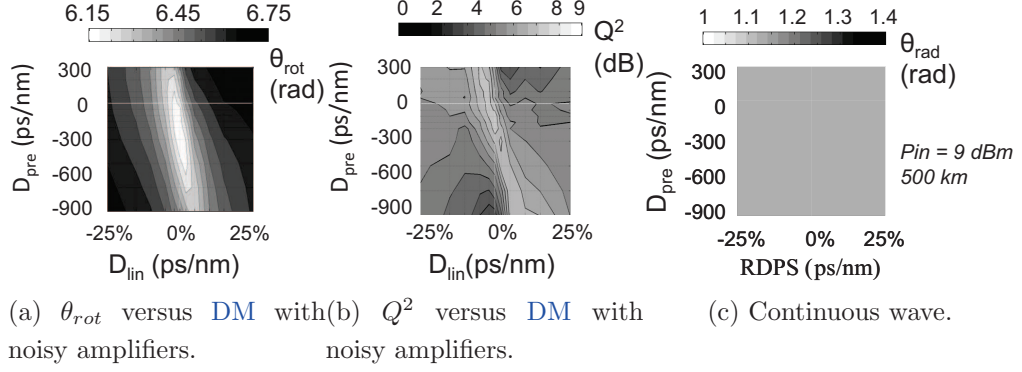 6.15 6.45 6.75
θrot
(rad)
300
0
-300
-600
-900
Dpre (ps/nm)
-25% 0% 25%
Dlin (ps/nm)
0 2 4 6 8 9
Q²
(dB)
300
0
-300
-600
-900
Dpre (ps/nm)
-25% 0% 25%
Dlin(ps/nm)
1 1.1 1.2 1.3 1.4
θrad
(rad)
300
0
-300
-600
-900
Dpre (ps/nm)
-25% 0% 25%
RDPS (ps/nm)
Pin = 9 dBm
500 km
(a) θrot versus DM with
noisy amplifiers.
(b) Q² versus DM with
noisy amplifiers.
(c) Continuous wave.